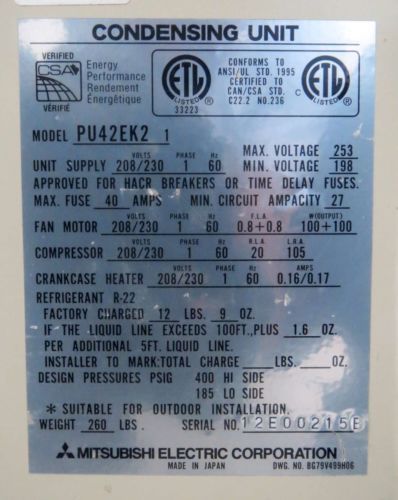 CONDENSING UNIT
VERIFIED
CSA
VÉRIFIÉ
Energy
Performance
Rendement
Énergétique
ETL
LISTED
33223
CONFORMS TO
ANSI/UL STD. 1995
CERTIFIED TO
CAN/CSA STD.
C22.2 NO.236
C
ETL
LISTED
MODEL PU42EK2 1
MAX. VOLTAGE 253
VOLTS PHASE Hz
UNIT SUPPLY 208/230 1 60 MIN. VOLTAGE 198
APPROVED FOR HACR BREAKERS OR TIME DELAY FUSES.
MAX. FUSE 40 AMPS MIN. CIRCUIT AMPACITY 27
VOLTS PHASE Hz F.L.A. W(OUTPUT)
FAN MOTOR 208/230 1 60 0.8+0.8 100+100
VOLTS PHASE Hz R.L.A. L.R.A.
COMPRESSOR 208/230 1 60 20 105
VOLTS PHASE Hz AMPS
CRANKCASE HEATER 208/230 1 60 0.16/0.17
REFRIGERANT R-22
FACTORY CHARGED 12 LBS. 9 OZ.
IF THE LIQUID LINE EXCEEDS 100FT.,PLUS 1.6 OZ.
PER ADDITIONAL 5FT. LIQUID LINE.
INSTALLER TO MARK:TOTAL CHARGE LBS. OZ.
DESIGN PRESSURES PSIG 400 HI SIDE
185 LO SIDE
* SUITABLE FOR OUTDOOR INSTALLATION.
WEIGHT 260 LBS. SERIAL NO. 12E00215B
MITSUBISHI ELECTRIC CORPORATION
MADE IN JAPAN DWG. NO. BG79V499H06